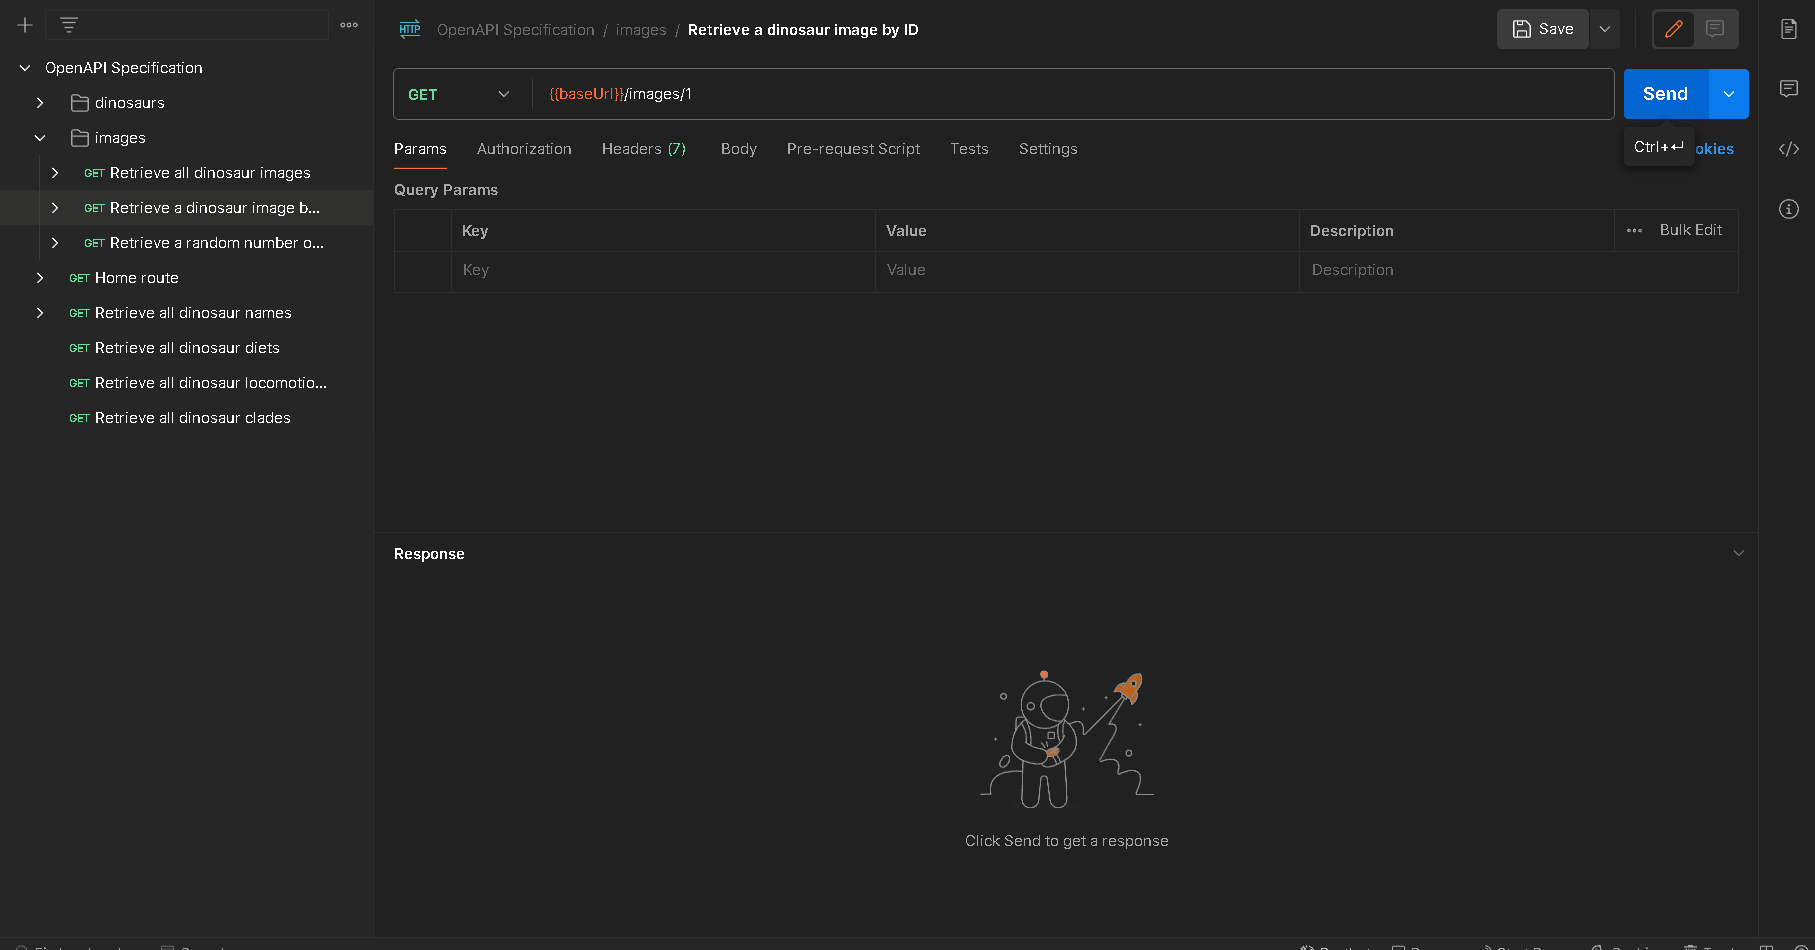 HTTP OpenAPI Specification / images / Retrieve a dinosaur image by ID
Save
OpenAPI Specification
dinosaurs
images
GET Retrieve all dinosaur images
GET Retrieve a dinosaur image b...
GET Retrieve a random number o...
GET Home route
GET Retrieve all dinosaur names
GET Retrieve all dinosaur diets
GET Retrieve all dinosaur locomotio...
GET Retrieve all dinosaur clades
GET {{baseUrl}}/images/1
Send
Ctrl+↵
Params Authorization Headers (7) Body Pre-request Script Tests Settings okies
Query Params
Key Value Description ... Bulk Edit
Key Value Description
Response
Click Send to get a response